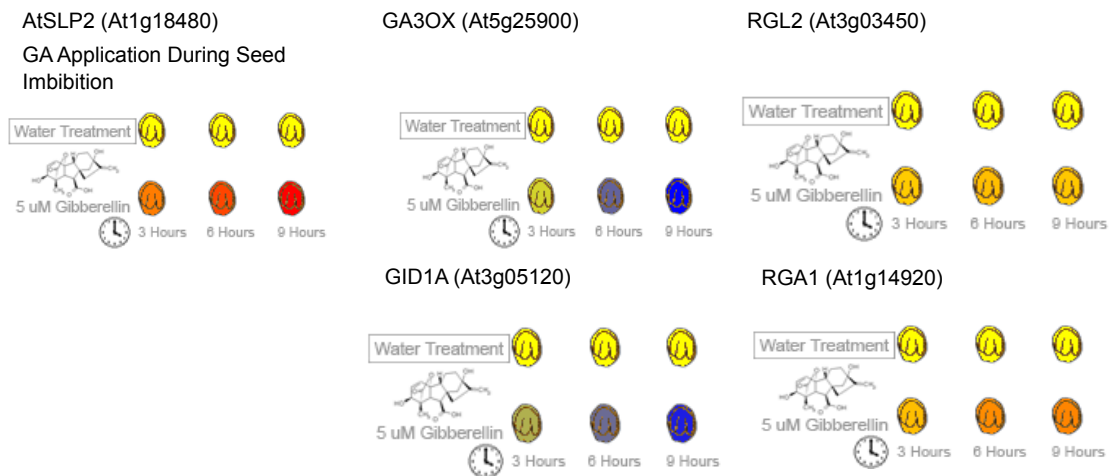 AtSLP2 (At1g18480)
GA Application During Seed
Imbibition
Water Treatment
5 uM Gibberellin
3 Hours 6 Hours 9 Hours
GA3OX (At5g25900)
Water Treatment
5 uM Gibberellin
3 Hours 6 Hours 9 Hours
RGL2 (At3g03450)
Water Treatment
5 uM Gibberellin
3 Hours 6 Hours 9 Hours
GID1A (At3g05120)
Water Treatment
5 uM Gibberellin
3 Hours 6 Hours 9 Hours
RGA1 (At1g14920)
Water Treatment
5 uM Gibberellin
3 Hours 6 Hours 9 Hours